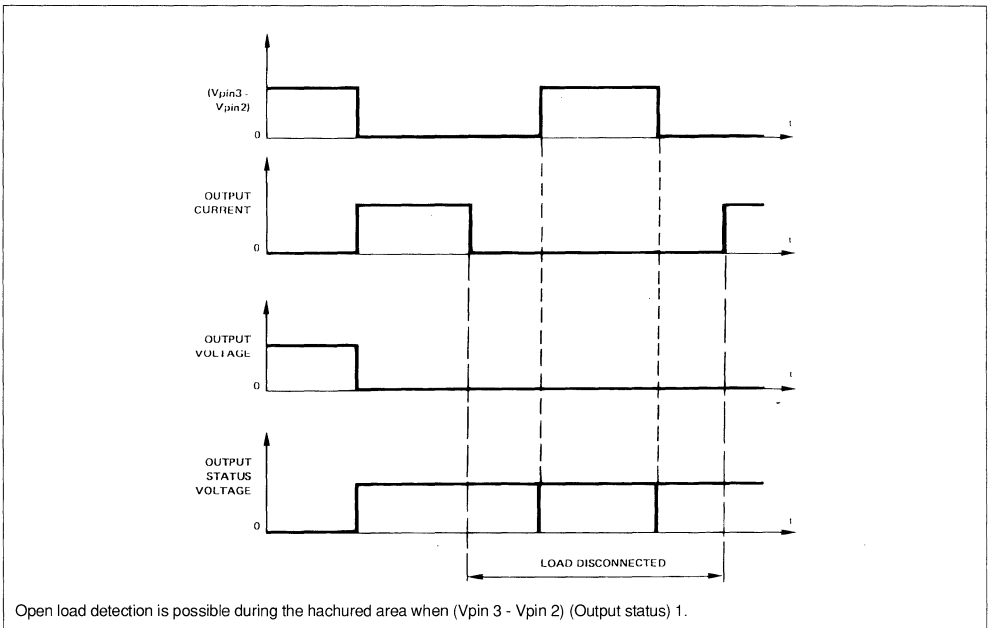 (Vpin3 -
Vpin2)
0
t
OUTPUT
CURRENT
0
t
OUTPUT
VOLTAGE
0
t
OUTPUT
STATUS
VOLTAGE
0
t
LOAD DISCONNECTED
Open load detection is possible during the hachured area when (Vpin 3 - Vpin 2) (Output status) 1.